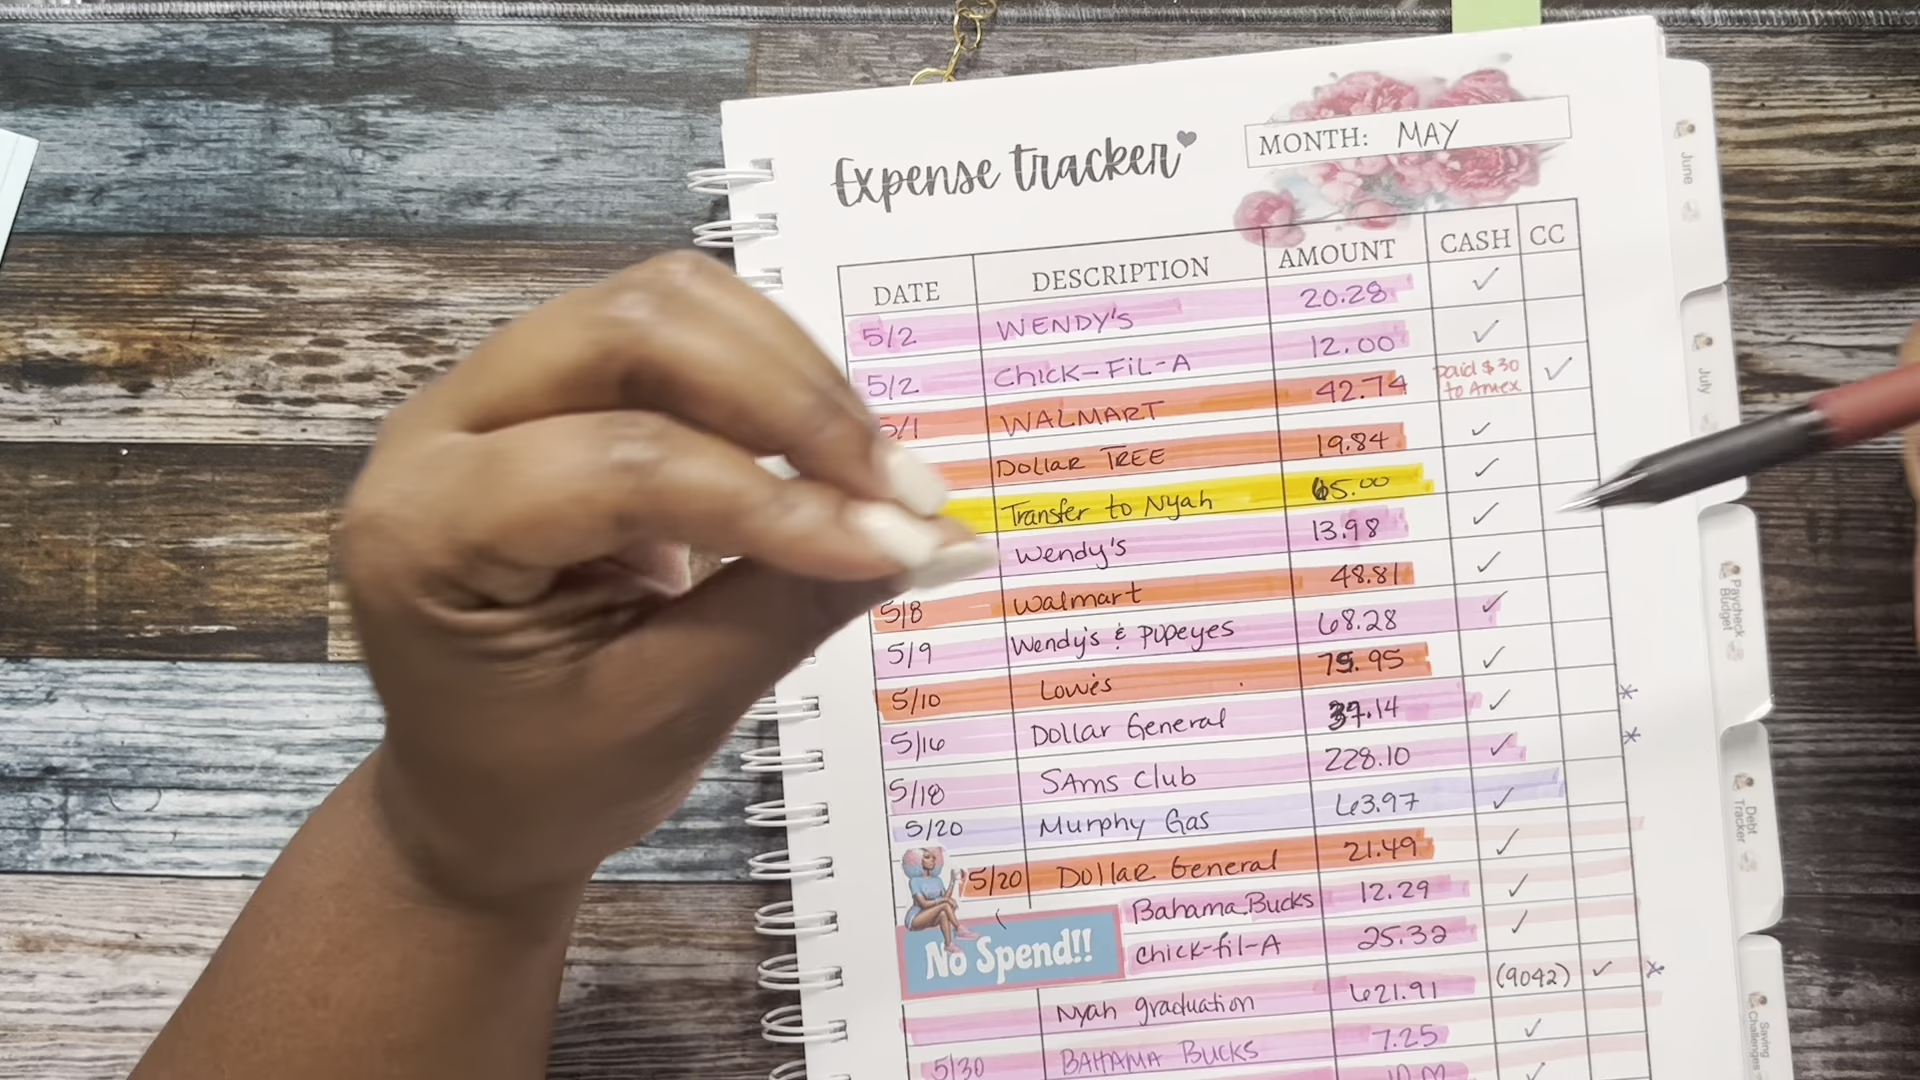 Expense tracker
MONTH: MAY
DATE DESCRIPTION AMOUNT CASH CC
5/2 WENDY'S 20.28 ✓
5/2 CHICK-FIL-A 12.00 ✓
5/1 WALMART 42.74 paid $30 to Amex ✓
Dollar TREE 19.84 ✓
Transfer to Nyah 65.00 ✓
Wendy's 13.98 ✓
5/8 Walmart 48.81 ✓
5/9 Wendy's & Popeyes 68.28 ✓
5/10 Lowe's 75.95 ✓
5/16 Dollar General 37.14 ✓ *
5/18 SAms Club 228.10 ✓ *
5/20 Murphy Gas 63.97 ✓
5/20 Dollar General 21.49 ✓
Bahama Bucks 12.29 ✓
No Spend!! chick-fil-A 25.32 ✓
Nyah graduation 621.91 (9042) ✓ *
5/30 BAHAMA BUCKS 7.25 ✓
June
July
Paycheck Budget
Debt Tracker
Saving Challenges